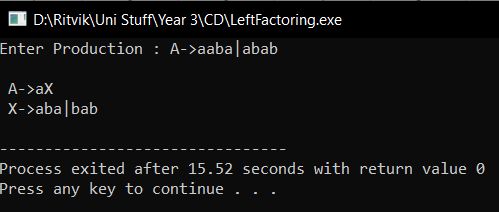 D:\Ritvik\Uni Stuff\Year 3\CD\LeftFactoring.exe
Enter Production : A->aaba|abab
A->aX
X->aba|bab
--------------------------------
Process exited after 15.52 seconds with return value 0
Press any key to continue . . .